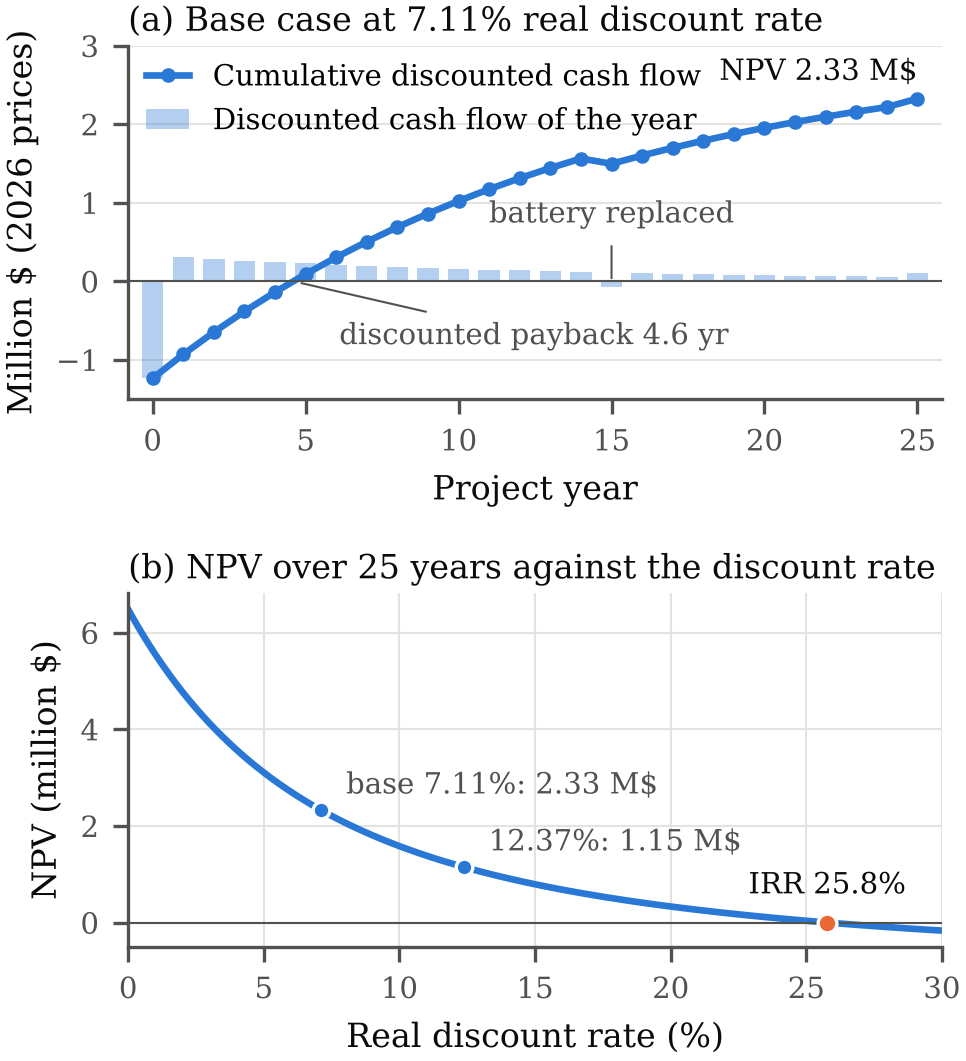 (a) Base case at 7.11% real discount rate
Million $ (2026 prices)
3
2
1
0
−1
Cumulative discounted cash flow
Discounted cash flow of the year
NPV 2.33 M$
battery replaced
discounted payback 4.6 yr
0 5 10 15 20 25
Project year
(b) NPV over 25 years against the discount rate
NPV (million $)
6
4
2
0
base 7.11%: 2.33 M$
12.37%: 1.15 M$
IRR 25.8%
0 5 10 15 20 25 30
Real discount rate (%)